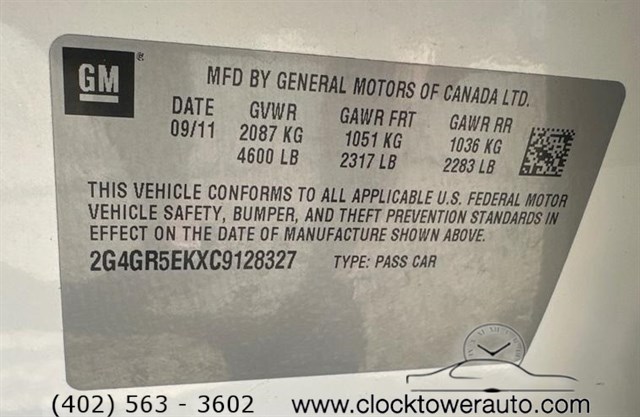 GM®
MFD BY GENERAL MOTORS OF CANADA LTD.
DATE GVWR GAWR FRT GAWR RR
09/11 2087 KG 1051 KG 1036 KG
4600 LB 2317 LB 2283 LB
THIS VEHICLE CONFORMS TO ALL APPLICABLE U.S. FEDERAL MOTOR
VEHICLE SAFETY, BUMPER, AND THEFT PREVENTION STANDARDS IN
EFFECT ON THE DATE OF MANUFACTURE SHOWN ABOVE.
2G4GR5EKXC9128327 TYPE: PASS CAR
(402) 563 - 3602 www.clocktowerauto.com